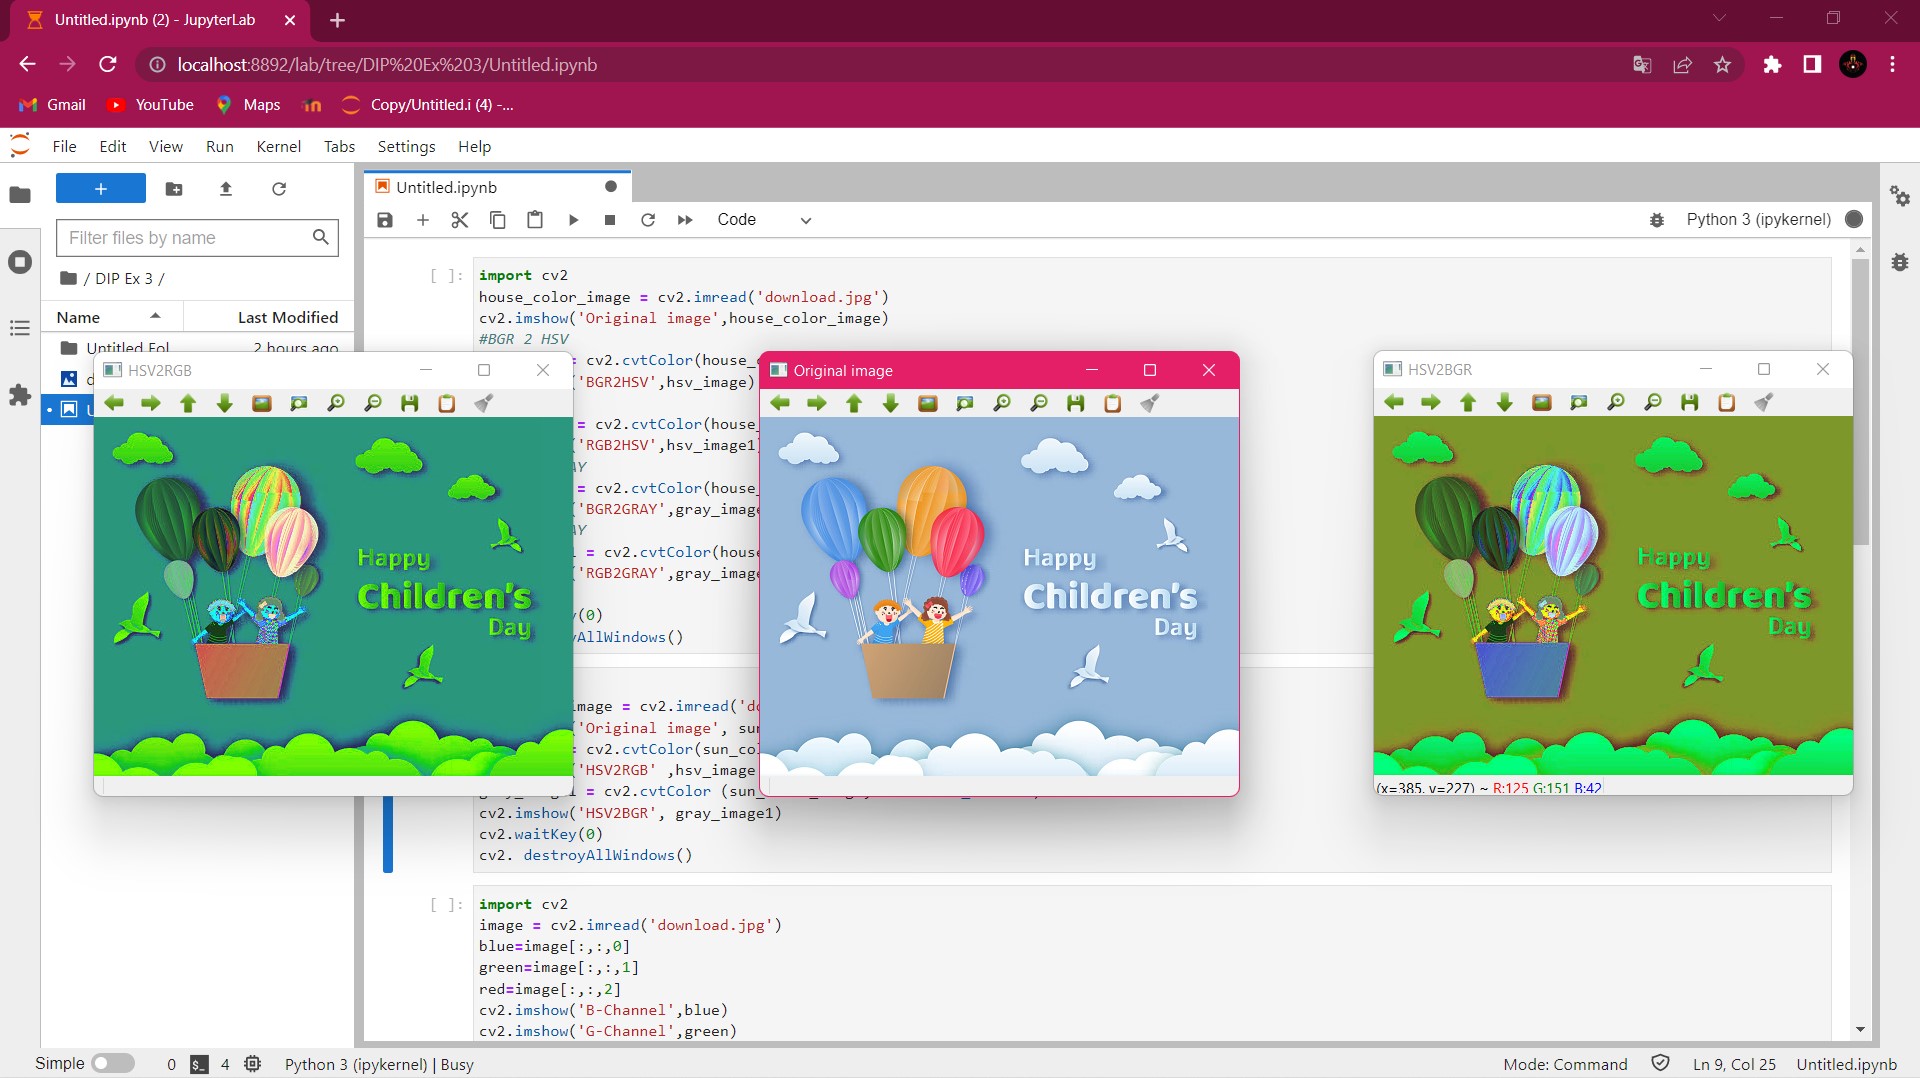 Untitled.ipynb (2) - JupyterLab
localhost:8892/lab/tree/DIP%20Ex%203/Untitled.ipynb
Gmail YouTube Maps Copy/Untitled.i (4) -...
File Edit View Run Kernel Tabs Settings Help
Filter files by name
/ DIP Ex 3 /
Name Last Modified
Untitled Fol... 2 hours ago
Untitled.ipynb
Code
Python 3 (ipykernel)
[ ]:
import cv2
house_color_image = cv2.imread('download.jpg')
cv2.imshow('Original image',house_color_image)
#BGR 2 HSV
= cv2.cvtColor(house_
'BGR2HSV',hsv_image)
= cv2.cvtColor(house_
'RGB2HSV',hsv_image1
AY
= cv2.cvtColor(house_
'BGR2GRAY',gray_image
AY
= cv2.cvtColor(hous
'RGB2GRAY',gray_image
(0)
yAllWindows()
mage = cv2.imread('do
'Original image', sun
= cv2.cvtColor(sun_co
'HSV2RGB' ,hsv_image
= cv2.cvtColor (sun_
cv2.imshow('HSV2BGR', gray_image1)
cv2.waitKey(0)
cv2. destroyAllWindows()
[ ]:
import cv2
image = cv2.imread('download.jpg')
blue=image[:,:,0]
green=image[:,:,1]
red=image[:,:,2]
cv2.imshow('B-Channel',blue)
cv2.imshow('G-Channel',green)
HSV2RGB
Happy
Children's
Day
Original image
Happy
Children's
Day
HSV2BGR
Happy
Children's
Day
(x=385, y=227) ~ R:125 G:151 B:42
Simple 0 $_ 4 Python 3 (ipykernel) | Busy
Mode: Command Ln 9, Col 25 Untitled.ipynb